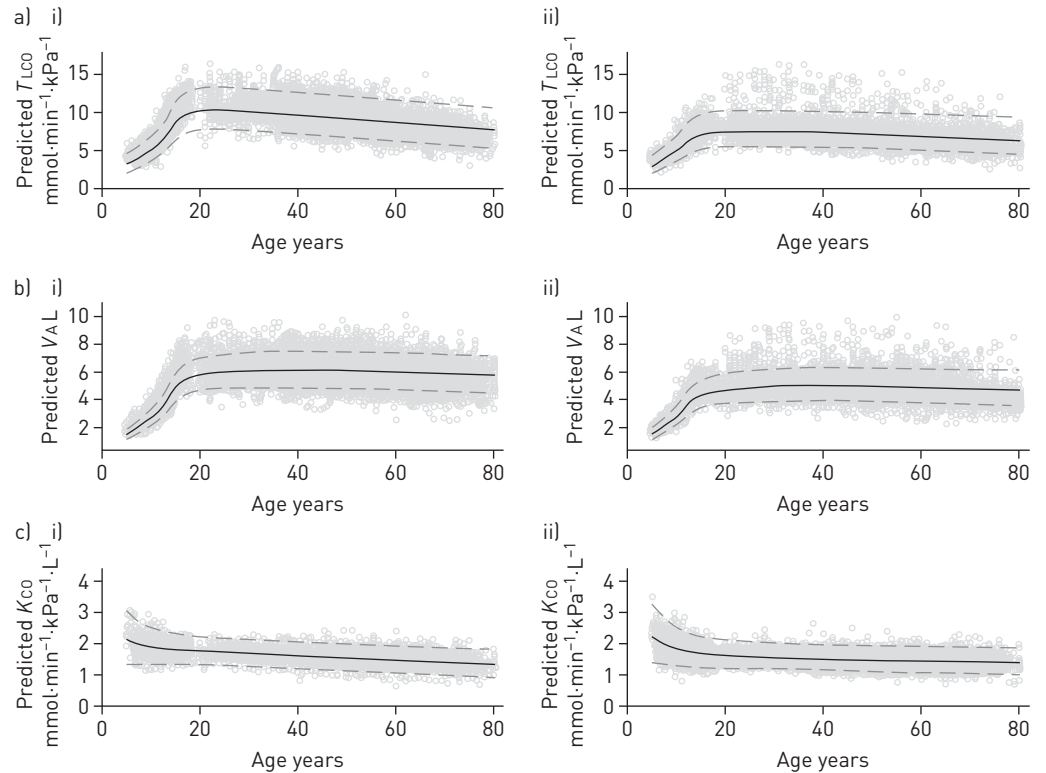 a) i)
Predicted TLCO
mmol·min⁻¹·kPa⁻¹
15
10
5
0
0 20 40 60 80
Age years
ii)
Predicted TLCO
mmol·min⁻¹·kPa⁻¹
15
10
5
0
0 20 40 60 80
Age years
b) i)
Predicted VA L
10
8
6
4
2
0 20 40 60 80
Age years
ii)
Predicted VA L
10
8
6
4
2
0 20 40 60 80
Age years
c) i)
Predicted KCO
mmol·min⁻¹·kPa⁻¹·L⁻¹
4
3
2
1
0
0 20 40 60 80
Age years
ii)
Predicted KCO
mmol·min⁻¹·kPa⁻¹·L⁻¹
4
3
2
1
0
0 20 40 60 80
Age years